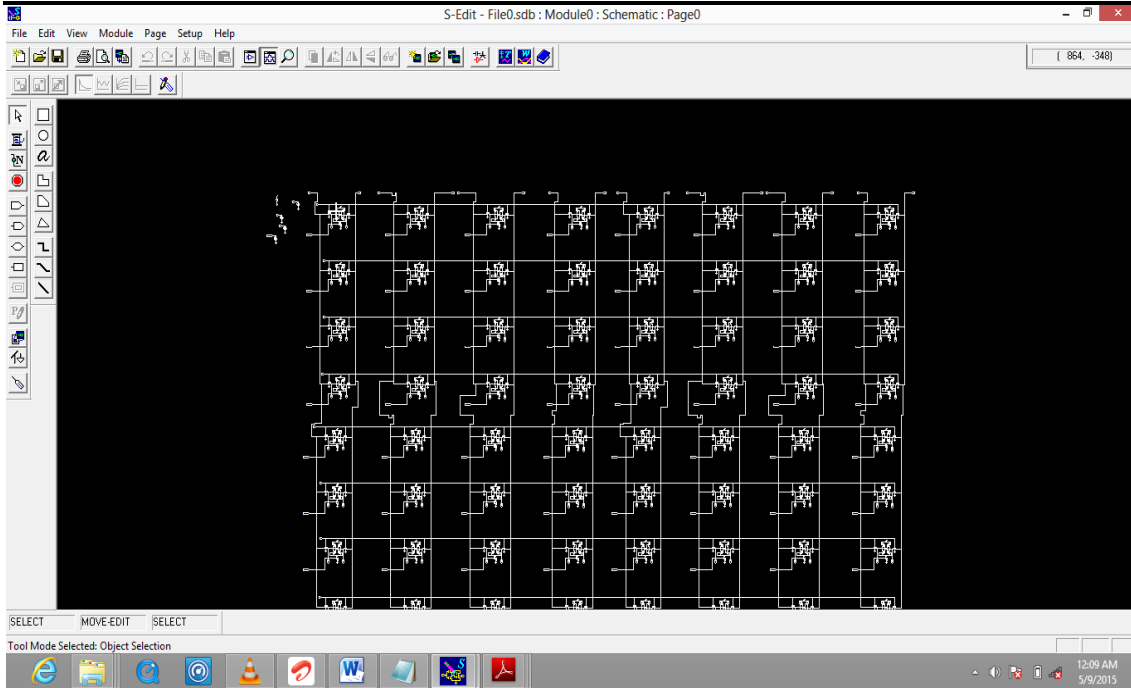 S-Edit - File0.sdb : Module0 : Schematic : Page0
File Edit View Module Page Setup Help
( 864, -348)
SELECT MOVE-EDIT SELECT
Tool Mode Selected: Object Selection
12:09 AM
5/9/2015